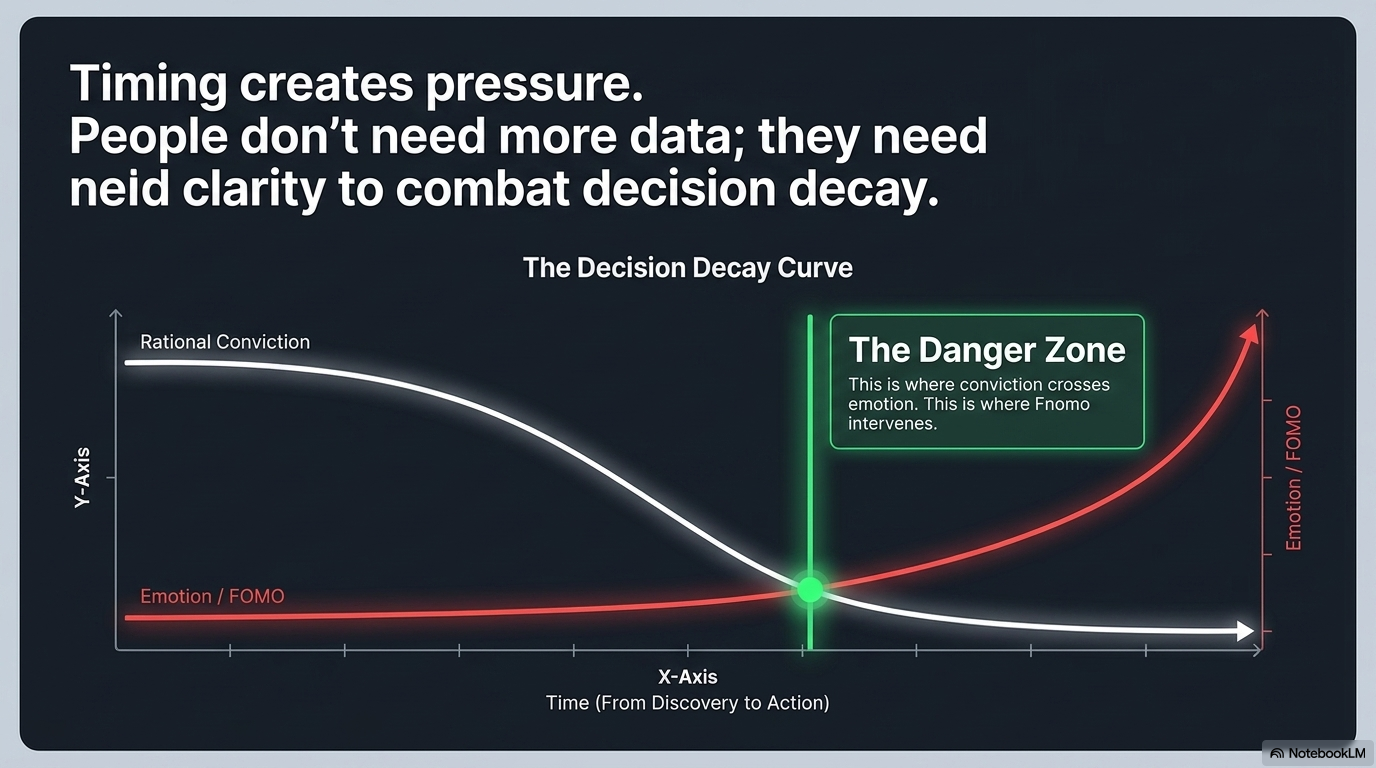 Timing creates pressure.
People don’t need more data; they need
neid clarity to combat decision decay.
The Decision Decay Curve
Rational Conviction
The Danger Zone
This is where conviction crosses
emotion. This is where Fnomo
intervenes.
Y-Axis
Emotion / FOMO
Emotion / FOMO
X-Axis
Time (From Discovery to Action)
NotebookLM